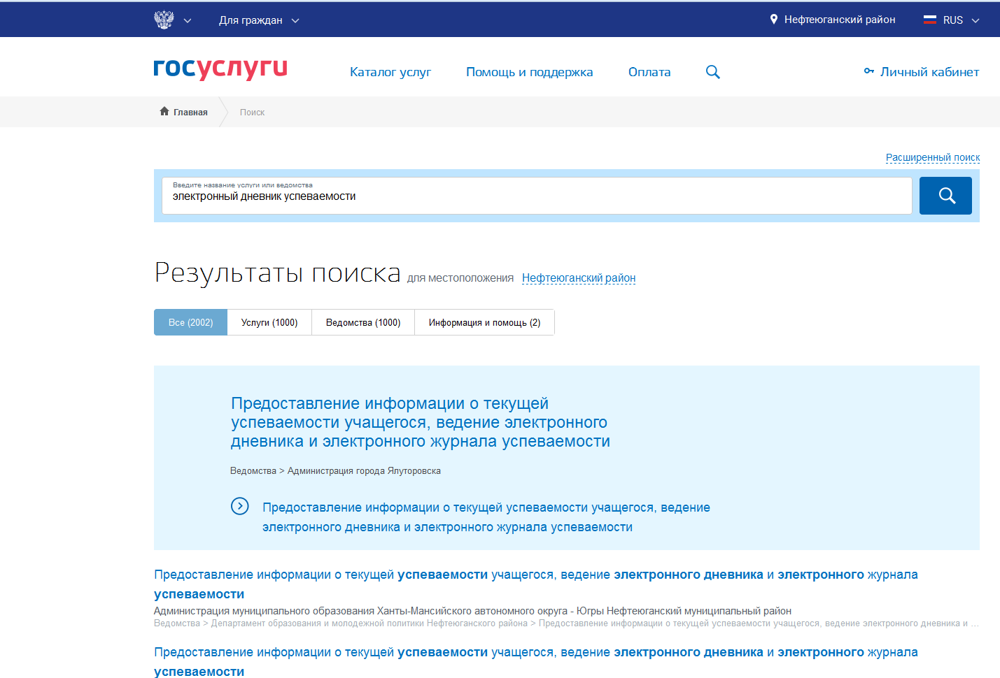 Для граждан
Нефтеюганский район
RUS
госуслуги
Каталог услуг
Помощь и поддержка
Оплата
Личный кабинет
Главная
Поиск
Расширенный поиск
Введите название услуги или ведомства
электронный дневник успеваемости
Результаты поиска для местоположения Нефтеюганский район
Все (2002)
Услуги (1000)
Ведомства (1000)
Информация и помощь (2)
Предоставление информации о текущей
успеваемости учащегося, ведение электронного
дневника и электронного журнала успеваемости
Ведомства > Администрация города Ялуторовска
Предоставление информации о текущей успеваемости учащегося, ведение
электронного дневника и электронного журнала успеваемости
Предоставление информации о текущей успеваемости учащегося, ведение электронного дневника и электронного журнала
успеваемости
Администрация муниципального образования Ханты-Мансийского автономного округа - Югры Нефтеюганский муниципальный район
Ведомства > Департамент образования и молодежной политики Нефтеюганского района > Предоставление информации о текущей успеваемости учащегося, ведение электронного дневника и ...
Предоставление информации о текущей успеваемости учащегося, ведение электронного дневника и электронного журнала
успеваемости